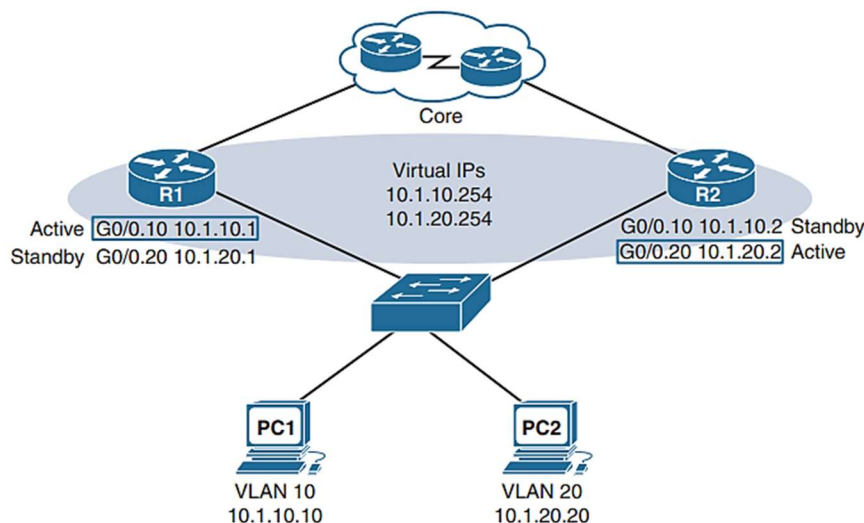 Core
Virtual IPs
10.1.10.254
10.1.20.254
R1
R2
Active G0/0.10 10.1.10.1
Standby G0/0.20 10.1.20.1
G0/0.10 10.1.10.2 Standby
G0/0.20 10.1.20.2 Active
PC1
PC2
VLAN 10
10.1.10.10
VLAN 20
10.1.20.20